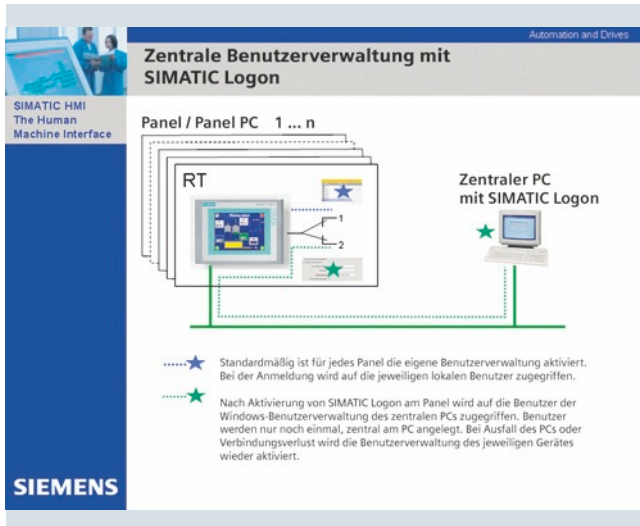 Automation and Drives
Zentrale Benutzerverwaltung mit
SIMATIC Logon
SIMATIC HMI
The Human
Machine Interface
Panel / Panel PC 1 ... n
RT
1
2
Zentraler PC
mit SIMATIC Logon
Standardmäßig ist für jedes Panel die eigene Benutzerverwaltung aktiviert.
Bei der Anmeldung wird auf die jeweiligen lokalen Benutzer zugegriffen.
Nach Aktivierung von SIMATIC Logon am Panel wird auf die Benutzer der
Windows-Benutzerverwaltung des zentralen PCs zugegriffen. Benutzer
werden nur noch einmal, zentral am PC angelegt. Bei Ausfall des PCs oder
Verbindungsverlust wird die Benutzerverwaltung des jeweiligen Gerätes
wieder aktiviert.
SIEMENS